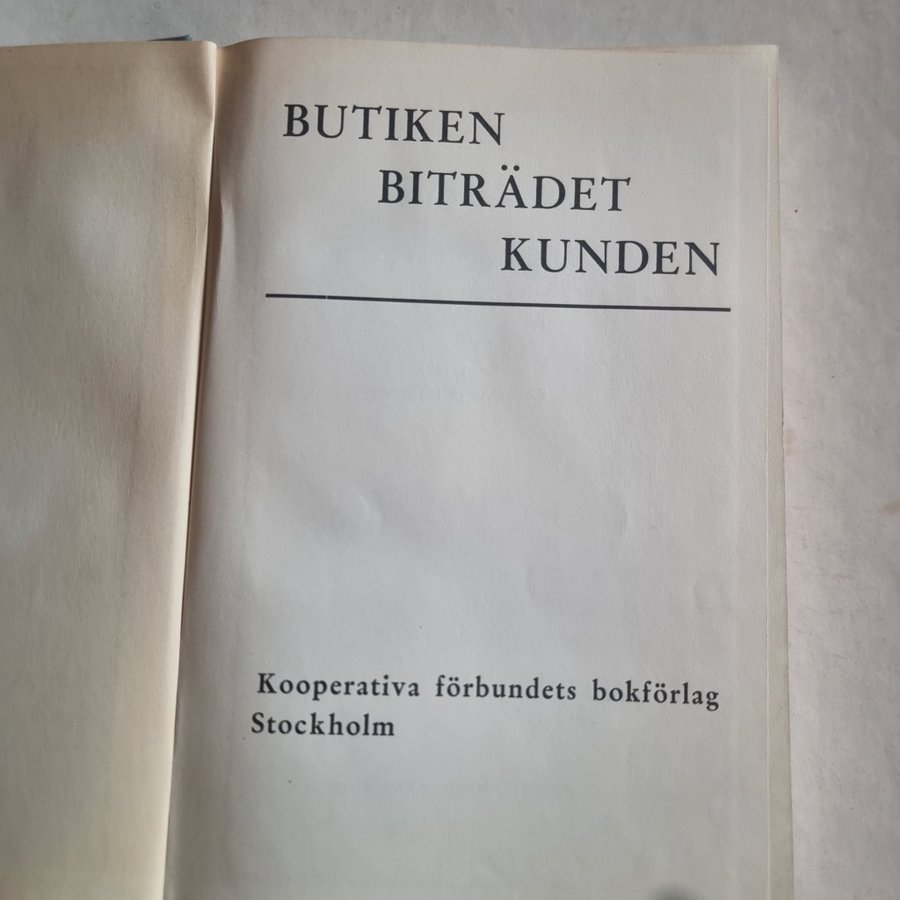 BUTIKEN
BITRÄDET
KUNDEN
Kooperativa förbundets bokförlag
Stockholm